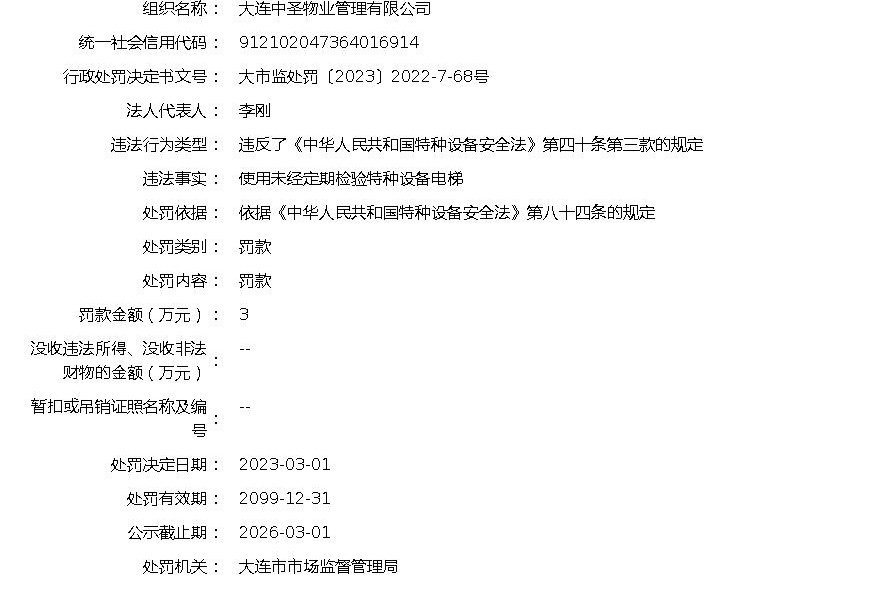 组织名称： 大连中圣物业管理有限公司
统一社会信用代码： 912102047364016914
行政处罚决定书文号： 大市监处罚〔2023〕2022-7-68号
法人代表人： 李刚
违法行为类型： 违反了《中华人民共和国特种设备安全法》第四十条第三款的规定
违法事实： 使用未经定期检验特种设备电梯
处罚依据： 依据《中华人民共和国特种设备安全法》第八十四条的规定
处罚类别： 罚款
处罚内容： 罚款
罚款金额（万元）： 3
没收违法所得、没收非法
财物的金额（万元）： --
暂扣或吊销证照名称及编
号： --
处罚决定日期： 2023-03-01
处罚有效期： 2099-12-31
公示截止期： 2026-03-01
处罚机关： 大连市市场监督管理局